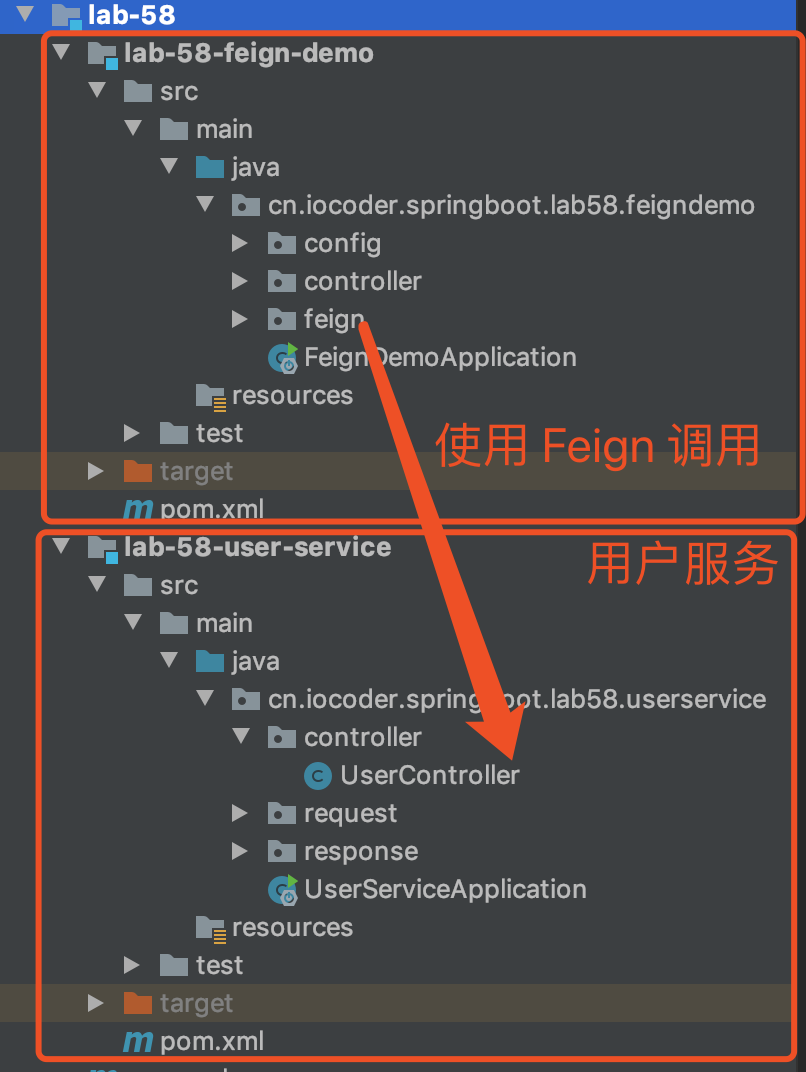 lab-58
lab-58-feign-demo
src
main
java
cn.iocoder.springboot.lab58.feigndemo
config
controller
feign
FeignDemoApplication
resources
使用 Feign 调用
test
target
pom.xml
lab-58-user-service
用户服务
src
main
java
cn.iocoder.springboot.lab58.userservice
controller
UserController
request
response
UserServiceApplication
resources
test
target
pom.xml